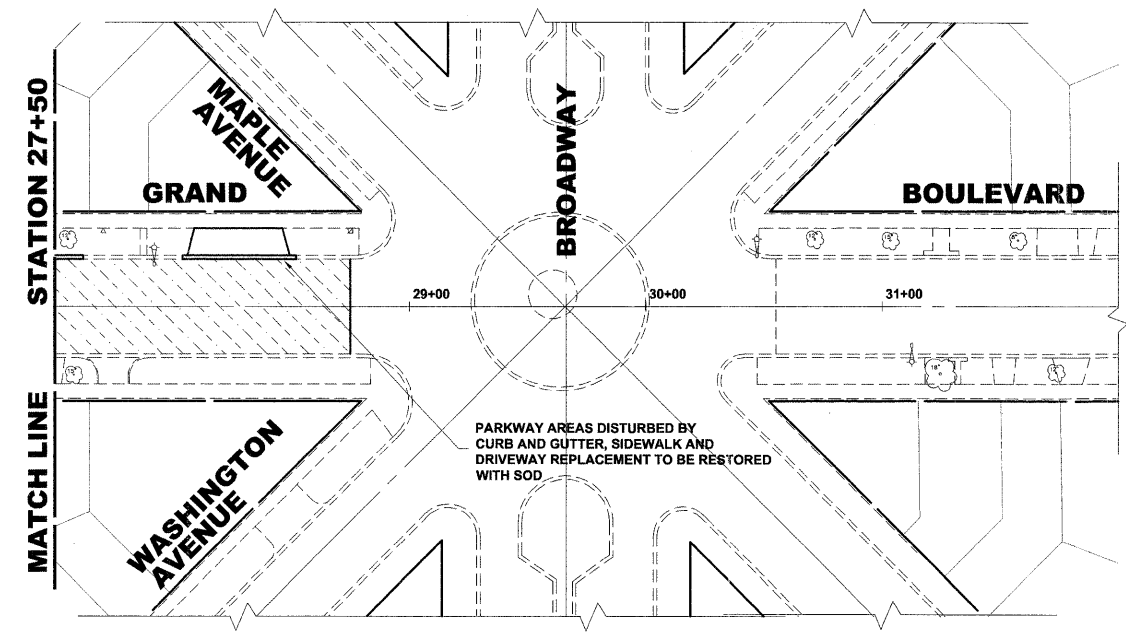 STATION 27+50
MATCH LINE
MAPLE
AVENUE
GRAND
BROADWAY
BOULEVARD
29+00
30+00
31+00
PARKWAY AREAS DISTURBED BY
CURB AND GUTTER, SIDEWALK AND
DRIVEWAY REPLACEMENT TO BE RESTORED
WITH SOD
WASHINGTON
AVENUE
18"